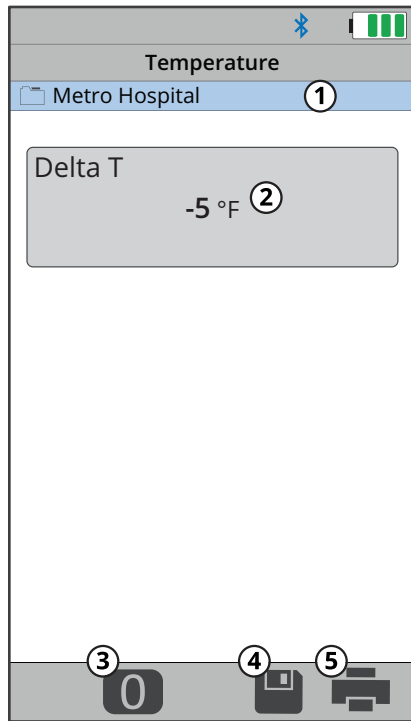 Temperature
Metro Hospital ①
Delta T
-5 °F ②
③ ④ ⑤
0